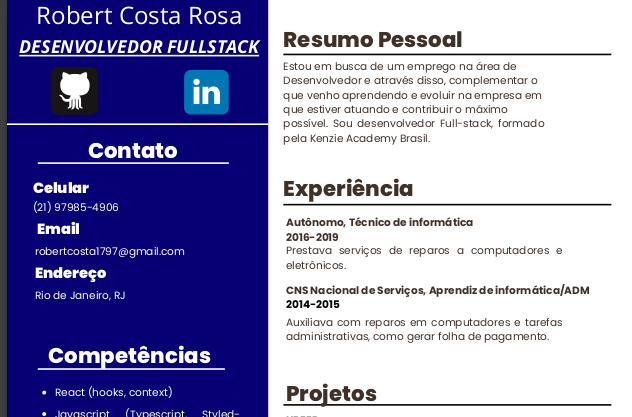 Robert Costa Rosa
DESENVOLVEDOR FULLSTACK
in
Contato
Celular
(21) 97985-4906
Email
robertcosta1797@gmail.com
Endereço
Rio de Janeiro, RJ
Competências
• React (hooks, context)
• Javascript (Typescript, Styled-
Resumo Pessoal
Estou em busca de um emprego na área de
Desenvolvedor e através disso, complementar o
que venho aprendendo e evoluir na empresa em
que estiver atuando e contribuir o máximo
possível. Sou desenvolvedor Full-stack, formado
pela Kenzie Academy Brasil.
Experiência
Autônomo, Técnico de informática
2016-2019
Prestava serviços de reparos a computadores e
eletrônicos.
CNS Nacional de Serviços, Aprendiz de informática/ADM
2014-2015
Auxiliava com reparos em computadores e tarefas
administrativas, como gerar folha de pagamento.
Projetos